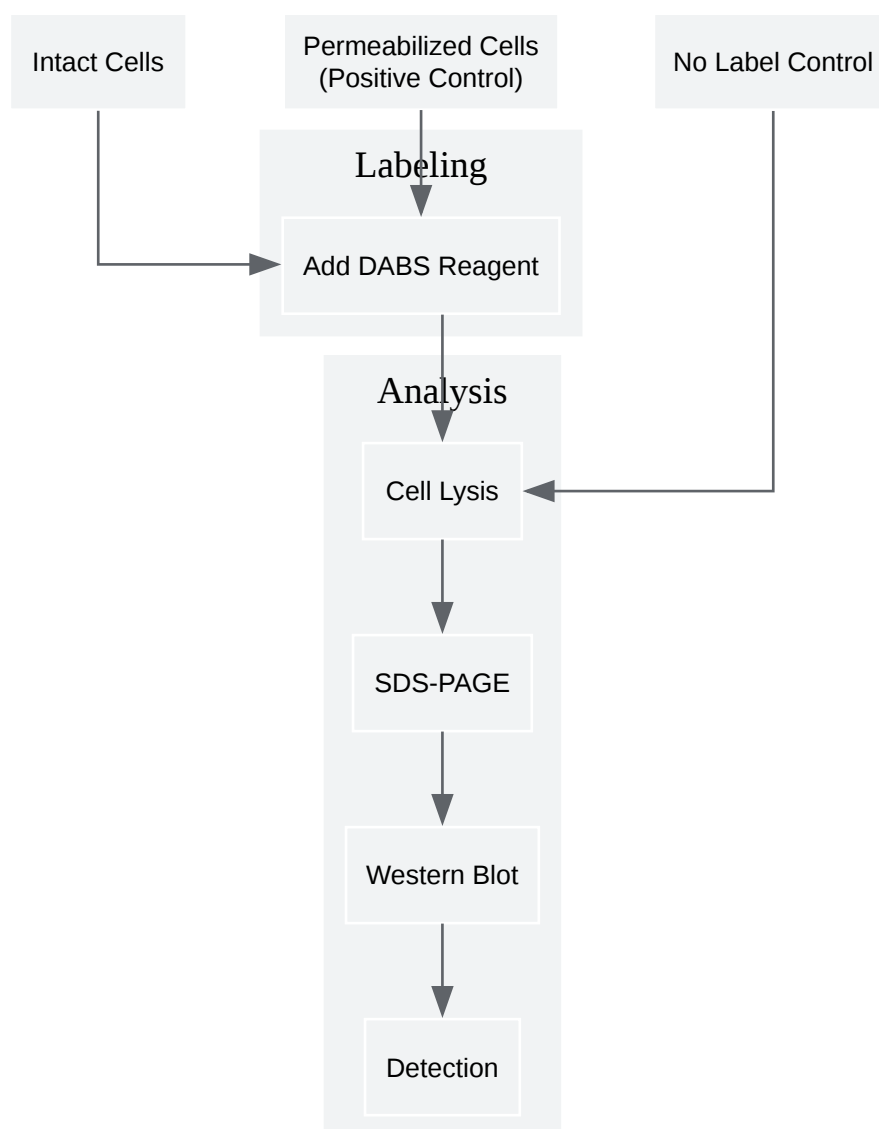 Intact Cells
Permeabilized Cells
(Positive Control)
No Label Control
Labeling
Add DABS Reagent
Analysis
Cell Lysis
SDS-PAGE
Western Blot
Detection